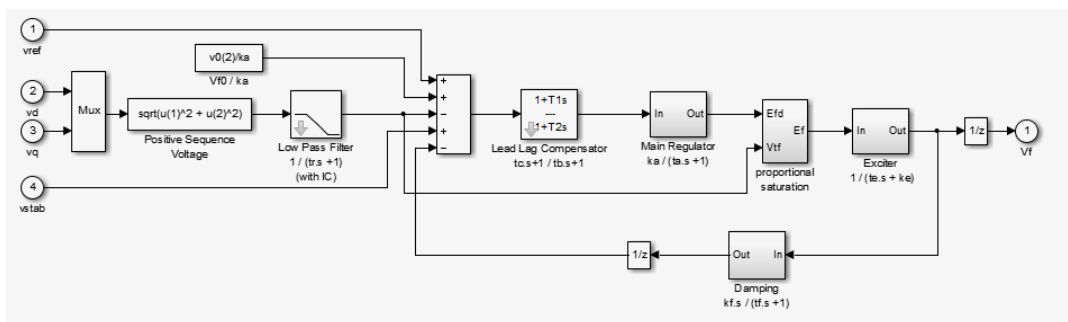 1
vref
v0(2)/ka
Vf0 / ka
2
vd
3
vq
Mux
sqrt(u(1)^2 + u(2)^2)
Positive Sequence
Voltage
Low Pass Filter
1 / (tr.s +1)
(with IC)
4
vstab
+
+
−
+
−
1+T1s
---
1+T2s
Lead Lag Compensator
tc.s+1 / tb.s+1
In
Out
Main Regulator
ka / (ta.s +1)
Efd
Ef
Vtf
proportional
saturation
In
Out
Exciter
1 / (te.s + ke)
1/z
1
Vf
1/z
Out
In
Damping
kf.s / (tf.s +1)